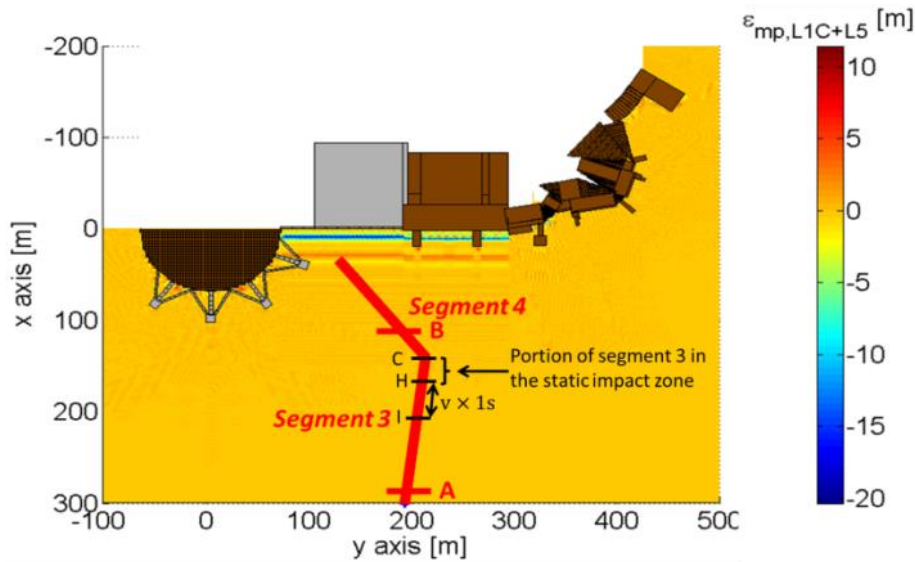 ε_mp,L1C+L5 [m]
-200
-100
0
100
200
300
x axis [m]
-100
0
100
200
300
400
500
y axis [m]
Segment 4
B
C
H
I
v × 1s
Segment 3
A
Portion of segment 3 in
the static impact zone
10
5
0
-5
-10
-15
-20